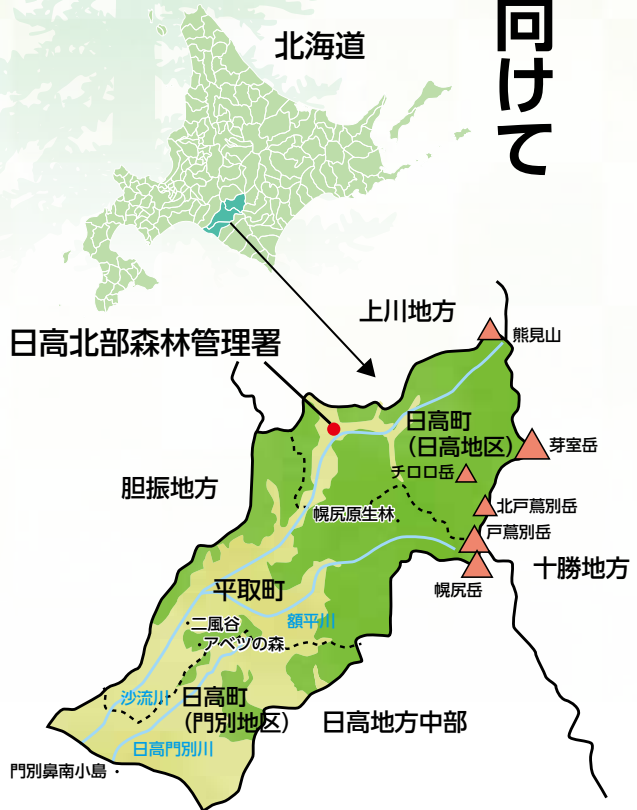 向けて
北海道
上川地方
熊見山
日高北部森林管理署
日高町
（日高地区）
芽室岳
チロロ岳
胆振地方
幌尻原生林
北戸蔦別岳
戸蔦別岳
十勝地方
幌尻岳
平取町
額平川
二風谷
アベツの森
沙流川
日高町
（門別地区）
日高地方中部
日高門別川
門別鼻南小島